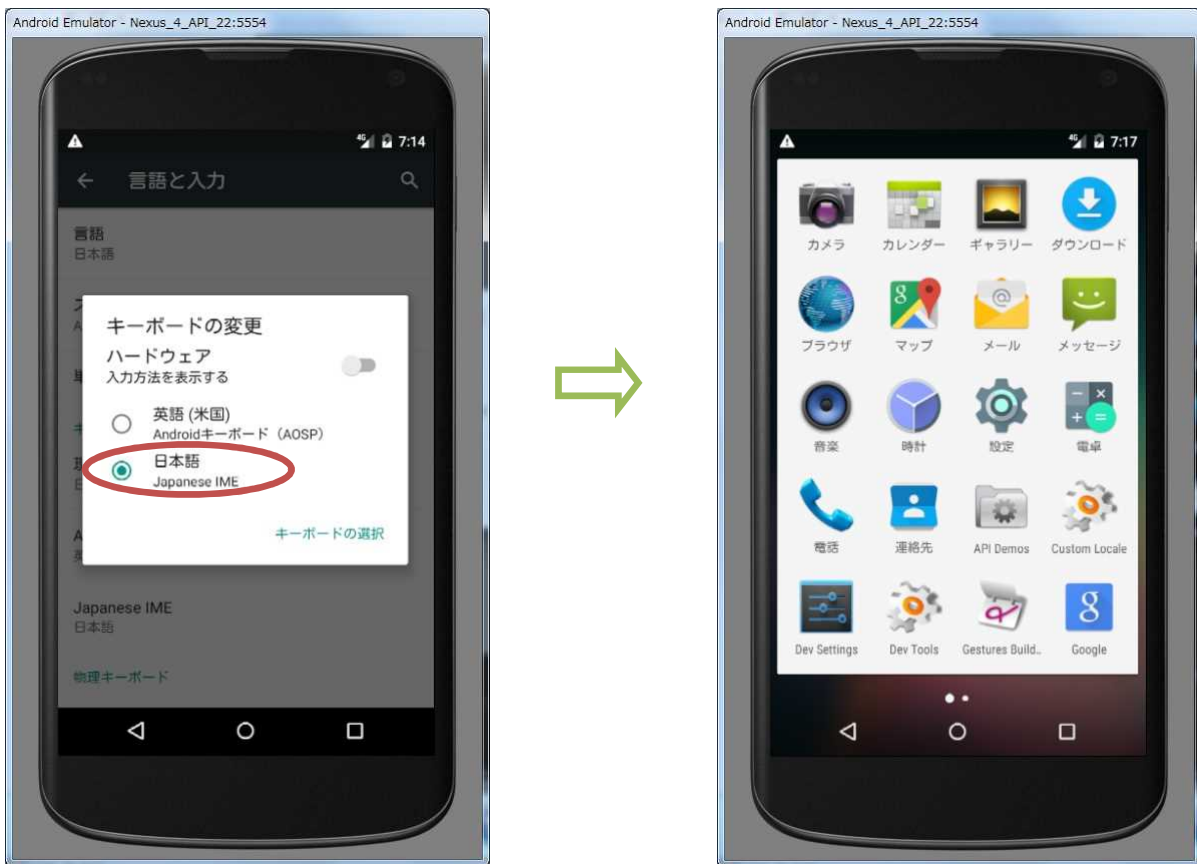 Android Emulator - Nexus_4_API_22:5554
4G 7:14
言語と入力
言語
日本語
キーボードの変更
ハードウェア
入力方法を表示する
英語 (米国)
Androidキーボード（AOSP）
日本語
Japanese IME
キーボードの選択
Japanese IME
日本語
物理キーボード
Android Emulator - Nexus_4_API_22:5554
4G 7:17
カメラ カレンダー ギャラリー ダウンロード
ブラウザ マップ メール メッセージ
音楽 時計 設定 電卓
電話 連絡先 API Demos Custom Locale
Dev Settings Dev Tools Gestures Build.. Google